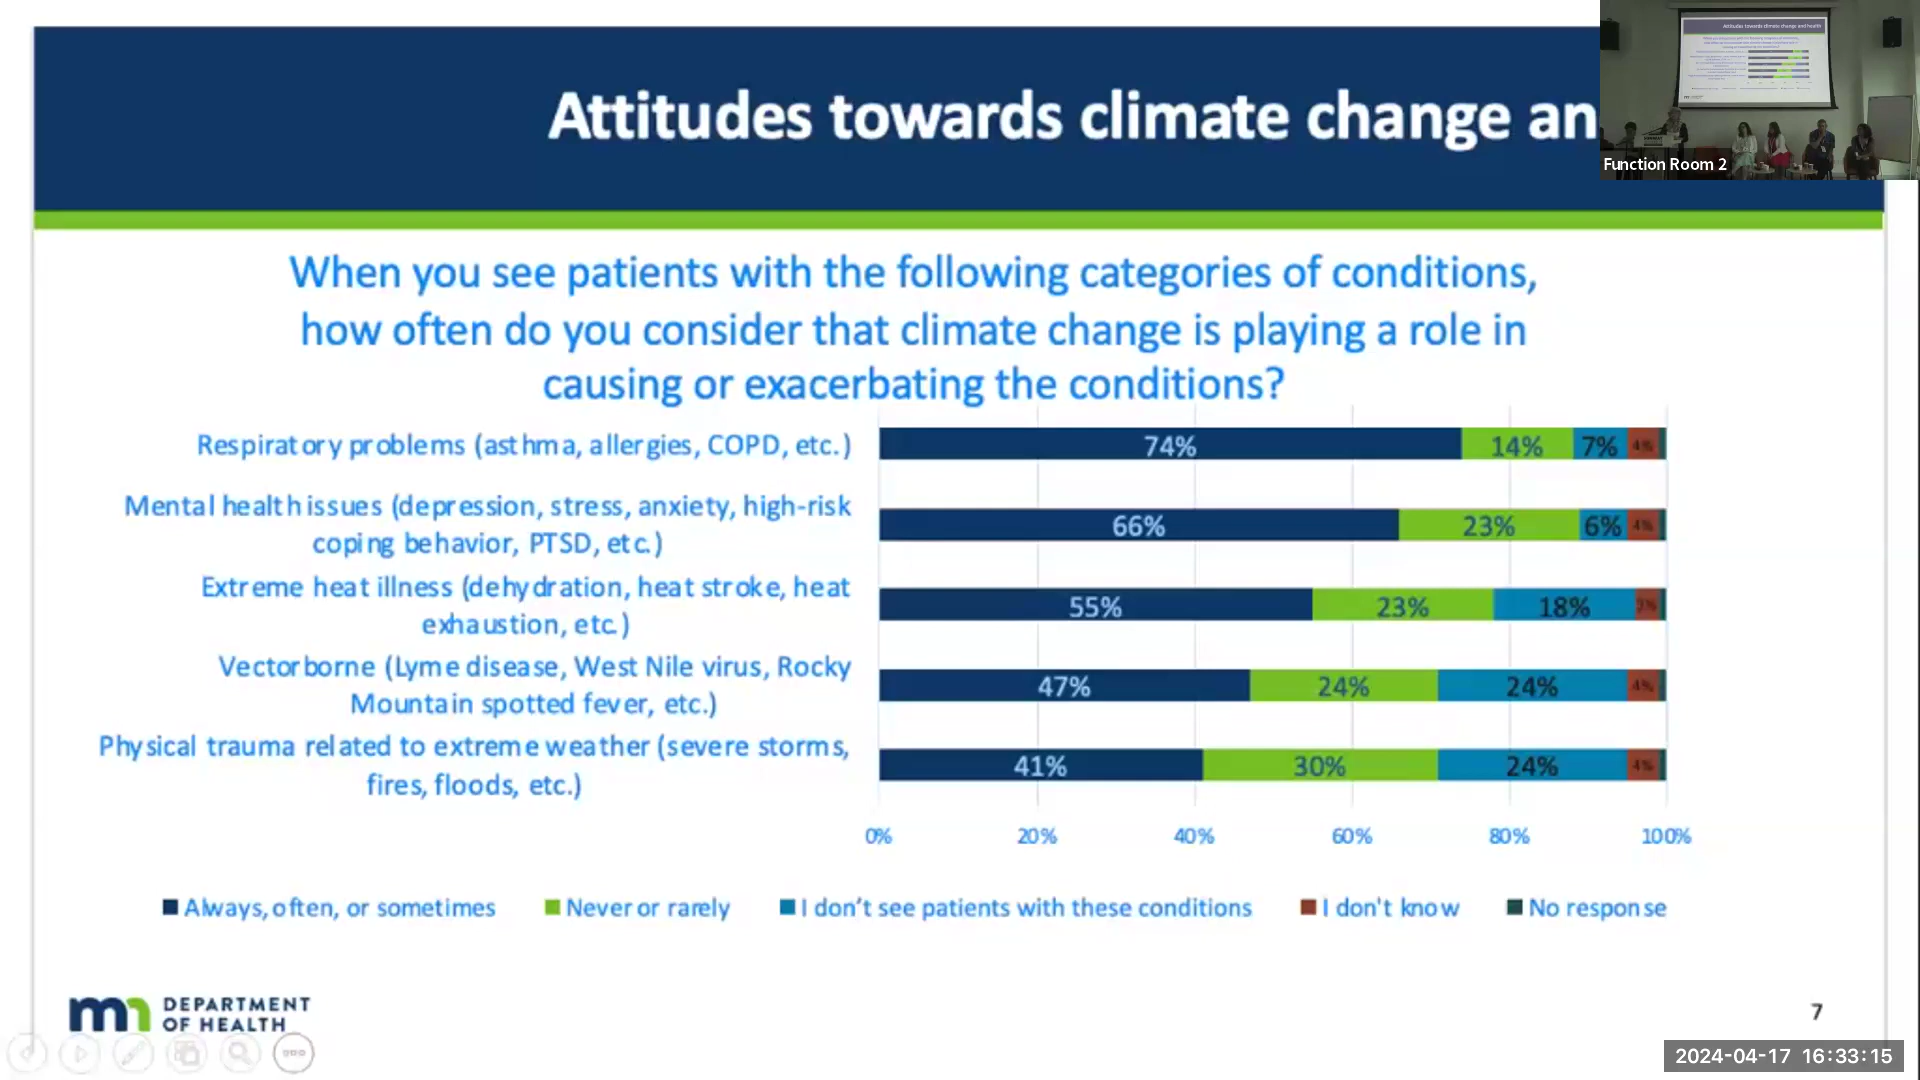 Attitudes towards climate change an
Function Room 2
When you see patients with the following categories of conditions,
how often do you consider that climate change is playing a role in
causing or exacerbating the conditions?
Respiratory problems (asthma, allergies, COPD, etc.)
74% 14% 7% 4%
Mental health issues (depression, stress, anxiety, high-risk
coping behavior, PTSD, etc.)
66% 23% 6% 4%
Extreme heat illness (dehydration, heat stroke, heat
exhaustion, etc.)
55% 23% 18%
Vectorborne (Lyme disease, West Nile virus, Rocky
Mountain spotted fever, etc.)
47% 24% 24% 4%
Physical trauma related to extreme weather (severe storms,
fires, floods, etc.)
41% 30% 24% 4%
0% 20% 40% 60% 80% 100%
Always, often, or sometimes Never or rarely I don't see patients with these conditions I don't know No response
mn DEPARTMENT
OF HEALTH
7
2024-04-17 16:33:15